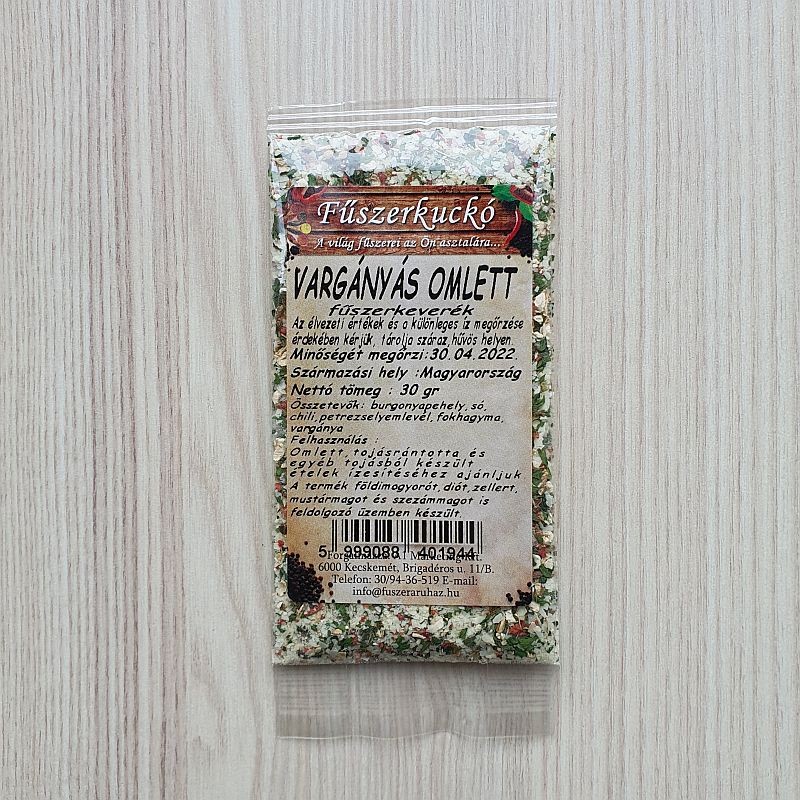 Fűszerkuckó
A világ fűszerei az Ön asztalára...
VARGÁNYÁS OMLETT
fűszerkeverék
Az élvezeti értékek és a különleges íz megőrzése
érdekében kérjük, tárolja száraz, hűvös helyen.
Minőségét megőrzi:30.04.2022.
Származási hely :Magyarország
Nettó tömeg : 30 gr
Összetevők: burgonyapehely, só,
chili, petrezselyemlevél, fokhagyma,
vargánya
Felhasználás :
Omlett, tojásrántotta és
egyéb tojásból készült
ételek ízesítéséhez ajánljuk
A termék földimogyorót, diót, zellert,
mustármagot és szezámmagot is
feldolgozó üzemben készült.
5 999088 401944
6000 Kecskemét, Brigadéros u. 11/B.
Telefon: 30/94-36-519 E-mail:
info@fuszeraruhaz.hu